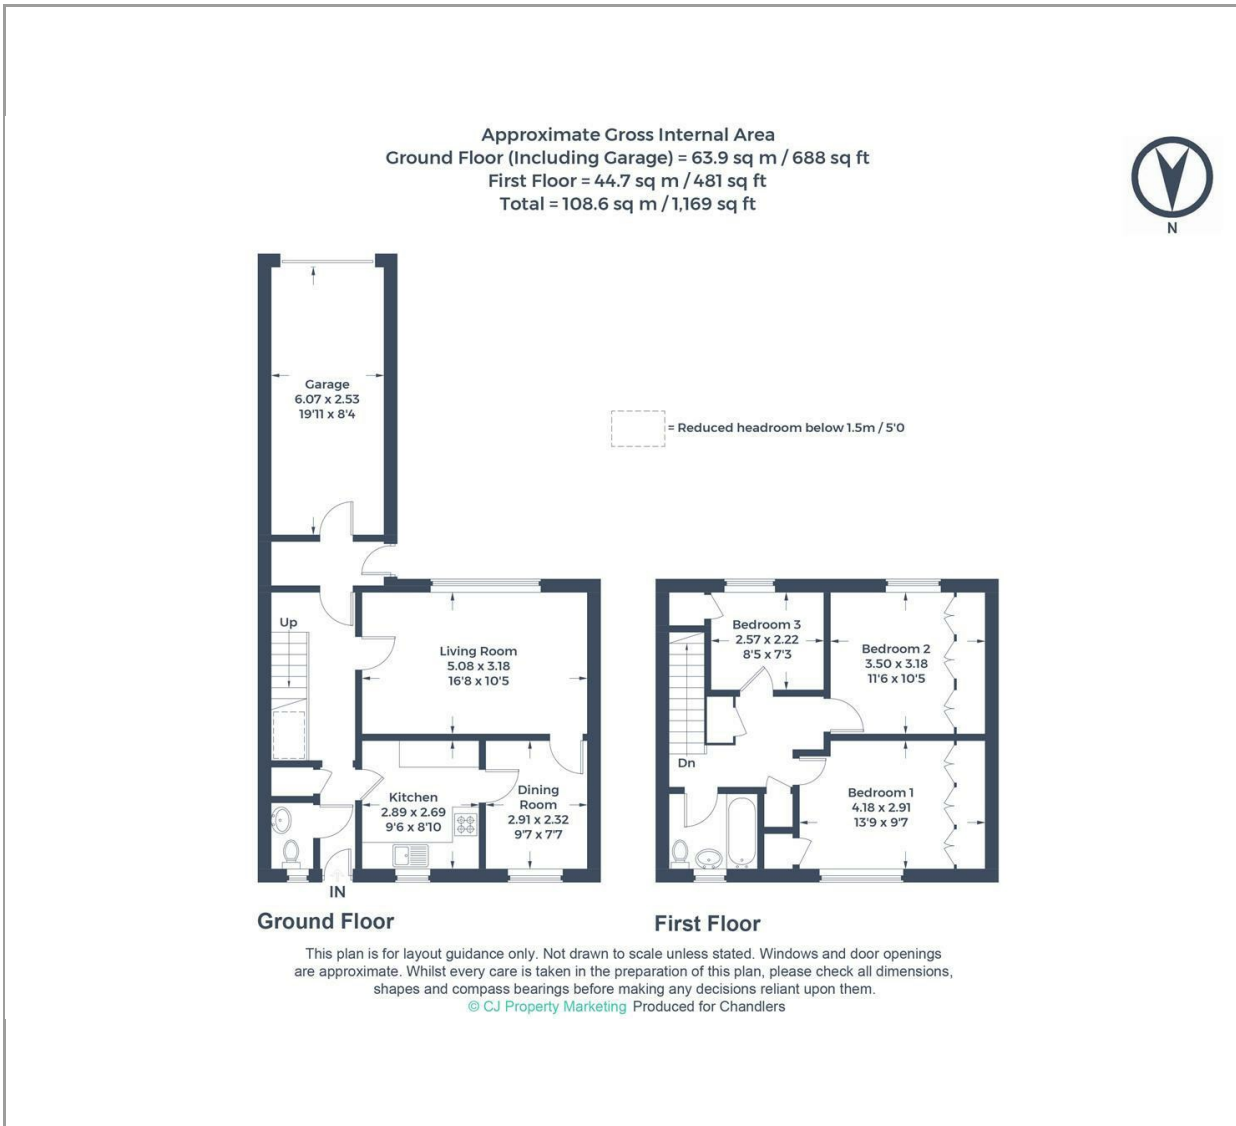 Approximate Gross Internal Area
Ground Floor (Including Garage) = 63.9 sq m / 688 sq ft
First Floor = 44.7 sq m / 481 sq ft
Total = 108.6 sq m / 1,169 sq ft
N
Garage
6.07 x 2.53
19'11 x 8'4
= Reduced headroom below 1.5m / 5'0
Up
Living Room
5.08 x 3.18
16'8 x 10'5
Kitchen
2.89 x 2.69
9'6 x 8'10
Dining
Room
2.91 x 2.32
9'7 x 7'7
IN
Ground Floor
Bedroom 3
2.57 x 2.22
8'5 x 7'3
Bedroom 2
3.50 x 3.18
11'6 x 10'5
Dn
Bedroom 1
4.18 x 2.91
13'9 x 9'7
First Floor
This plan is for layout guidance only. Not drawn to scale unless stated. Windows and door openings
are approximate. Whilst every care is taken in the preparation of this plan, please check all dimensions,
shapes and compass bearings before making any decisions reliant upon them.
© CJ Property Marketing Produced for Chandlers